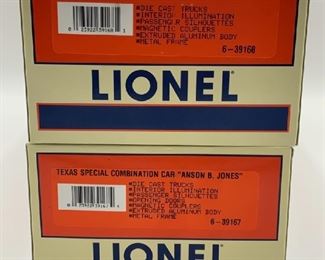 *DIE CAST TRUCKS
*INTERIOR ILLUMINATION
*PASSENGER SILHOUETTES
*MAGNETIC COUPLERS
*EXTRUDED ALUMINUM BODY
*METAL FRAME
6-39168
LIONEL
TEXAS SPECIAL COMBINATION CAR "ANSON B. JONES"
*DIE CAST TRUCKS
*INTERIOR ILLUMINATION
*PASSENGER SILHOUETTES
*OPENING DOORS
*MAGNETIC COUPLERS
*EXTRUDED ALUMINUM BODY
*METAL FRAME
6-39167
LIONEL